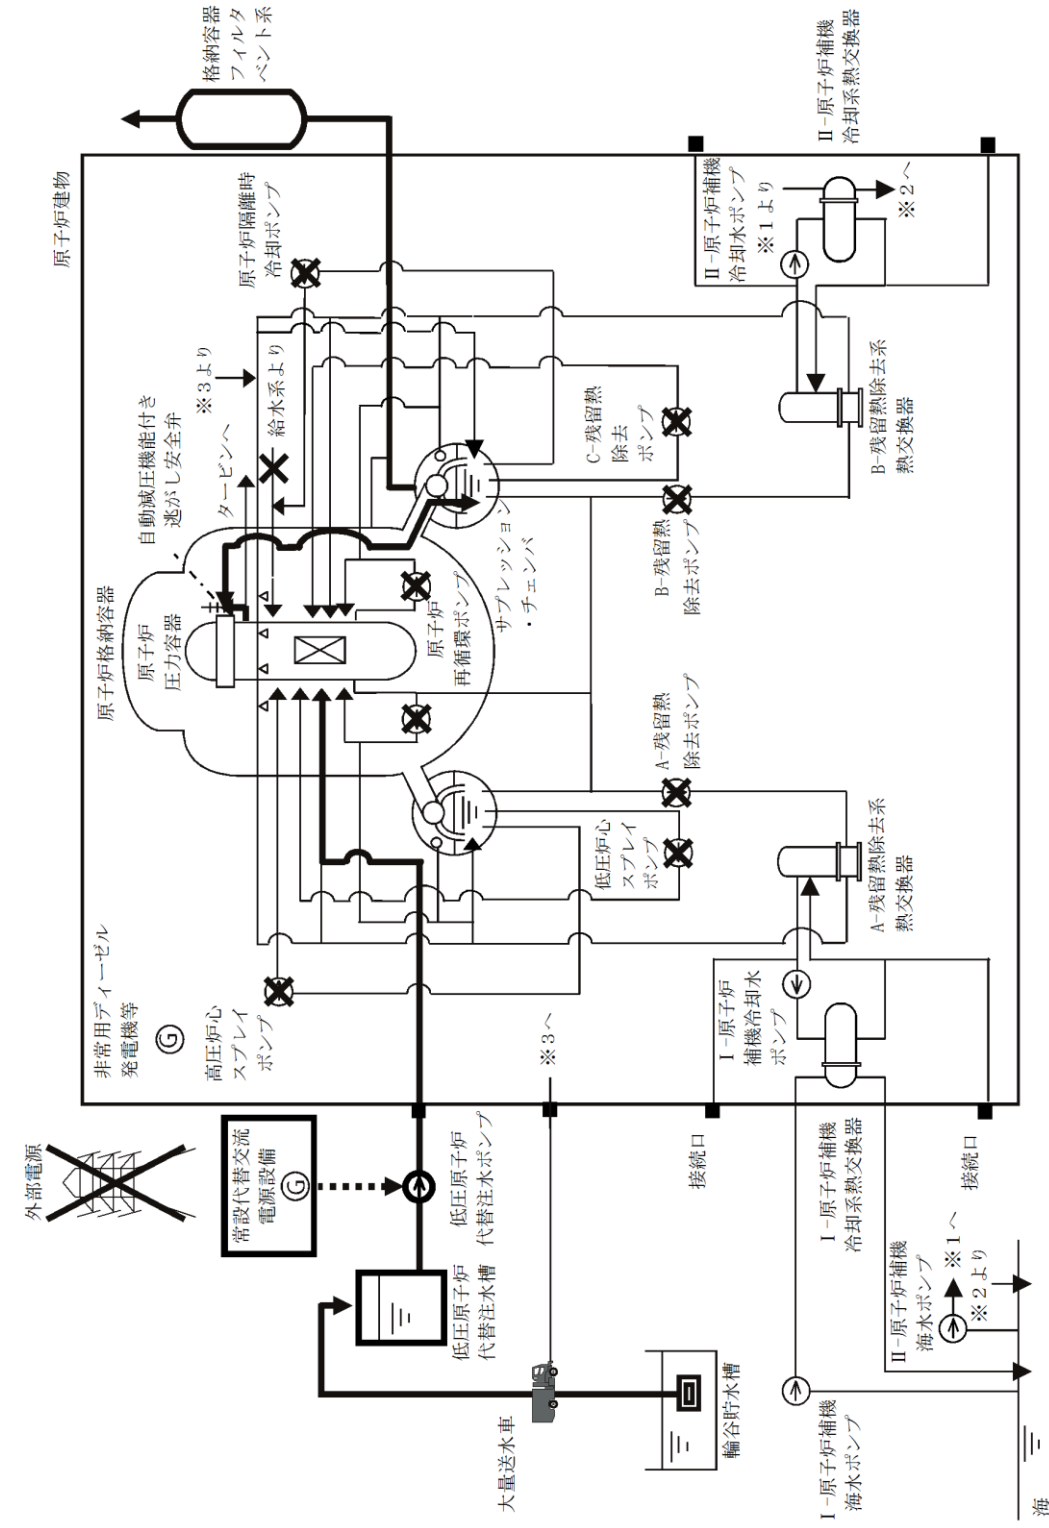 外部電源
非常用ディーゼル
発電機等
G
常設代替交流
電源設備
G
高圧炉心
スプレイ
ポンプ
原子炉格納容器
原子炉
圧力容器
自動減圧機能付き
逃がし安全弁
タービンへ
※3より
給水系より
原子炉隔離時
冷却ポンプ
原子炉建物
格納容器
フィルタ
ベント系
低圧原子炉
代替注水槽
低圧原子炉
代替注水ポンプ
原子炉
再循環ポンプ
サプレッション
・チェンバ
大量送水車
※3へ
低圧炉心
スプレイ
ポンプ
A-残留熱
除去ポンプ
B-残留熱
除去ポンプ
C-残留熱
除去
ポンプ
輪谷貯水槽
接続口
Ⅰ-原子炉
補機冷却水
ポンプ
Ⅱ-原子炉補機
冷却水ポンプ
※1より
※2へ
Ⅱ-原子炉補機
冷却系熱交換器
Ⅰ-原子炉補機
海水ポンプ
Ⅰ-原子炉補機
冷却系熱交換器
A-残留熱除去系
熱交換器
B-残留熱除去系
熱交換器
Ⅱ-原子炉補機
海水ポンプ
※1へ
※2より
接続口
海